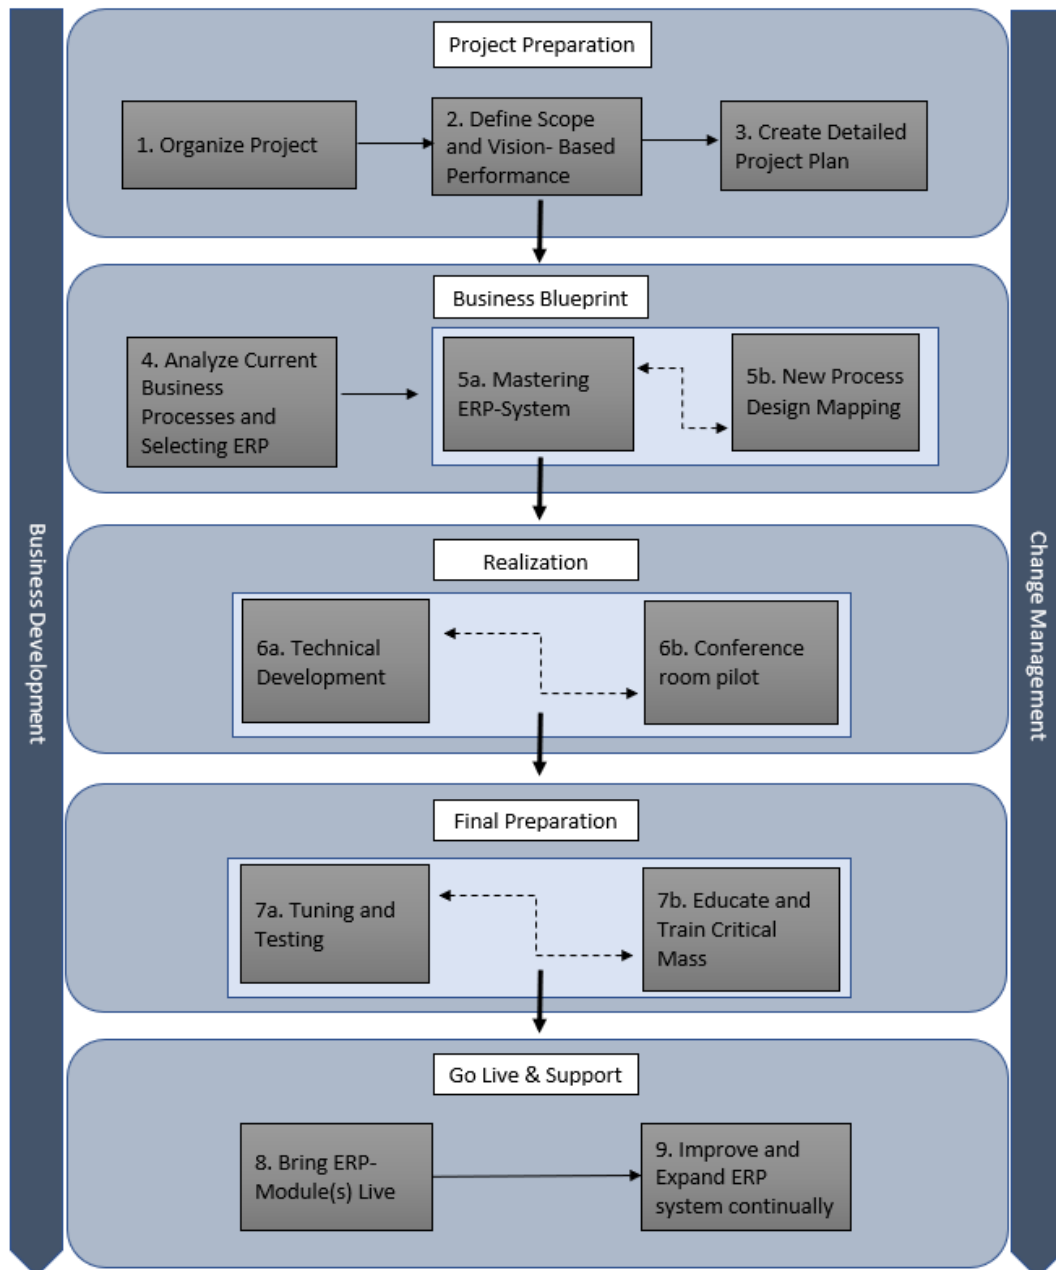 Project Preparation
1. Organize Project
2. Define Scope
and Vision- Based
Performance
3. Create Detailed
Project Plan
Business Blueprint
4. Analyze Current
Business
Processes and
Selecting ERP
5a. Mastering
ERP-System
5b. New Process
Design Mapping
Realization
6a. Technical
Development
6b. Conference
room pilot
Final Preparation
7a. Tuning and
Testing
7b. Educate and
Train Critical
Mass
Go Live & Support
8. Bring ERP-
Module(s) Live
9. Improve and
Expand ERP
system continually
Business Development
Change Management